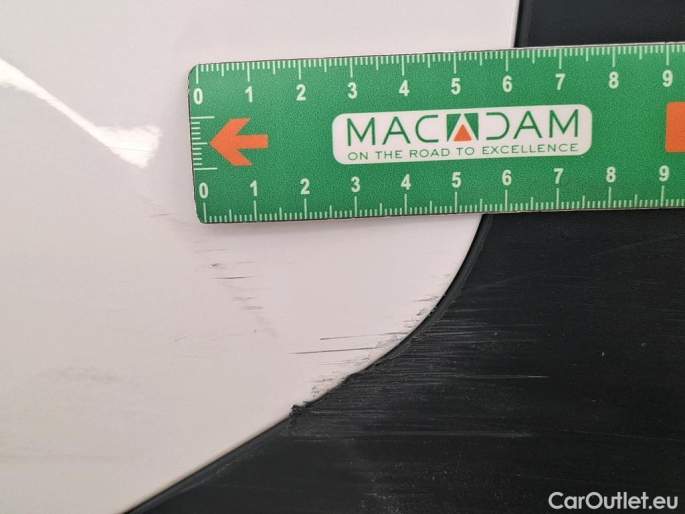 0 1 2 3 4 5 6 7 8 9
MACADAM
ON THE ROAD TO EXCELLENCE
0 1 2 3 4 5 6 7 8 9
CarOutlet.eu